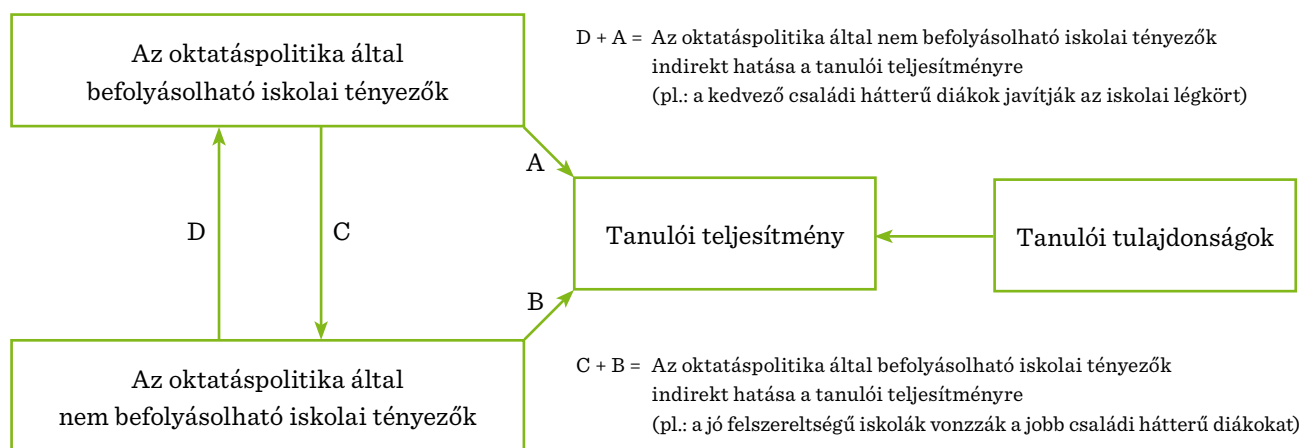 Az oktatáspolitika által
befolyásolható iskolai tényezők
D + A = Az oktatáspolitika által nem befolyásolható iskolai tényezők
indirekt hatása a tanulói teljesítményre
(pl.: a kedvező családi hátterű diákok javítják az iskolai légkört)
A
D
C
Tanulói teljesítmény
Tanulói tulajdonságok
B
C + B = Az oktatáspolitika által befolyásolható iskolai tényezők
indirekt hatása a tanulói teljesítményre
(pl.: a jó felszereltségű iskolák vonzzák a jobb családi hátterű diákokat)
Az oktatáspolitika által
nem befolyásolható iskolai tényezők